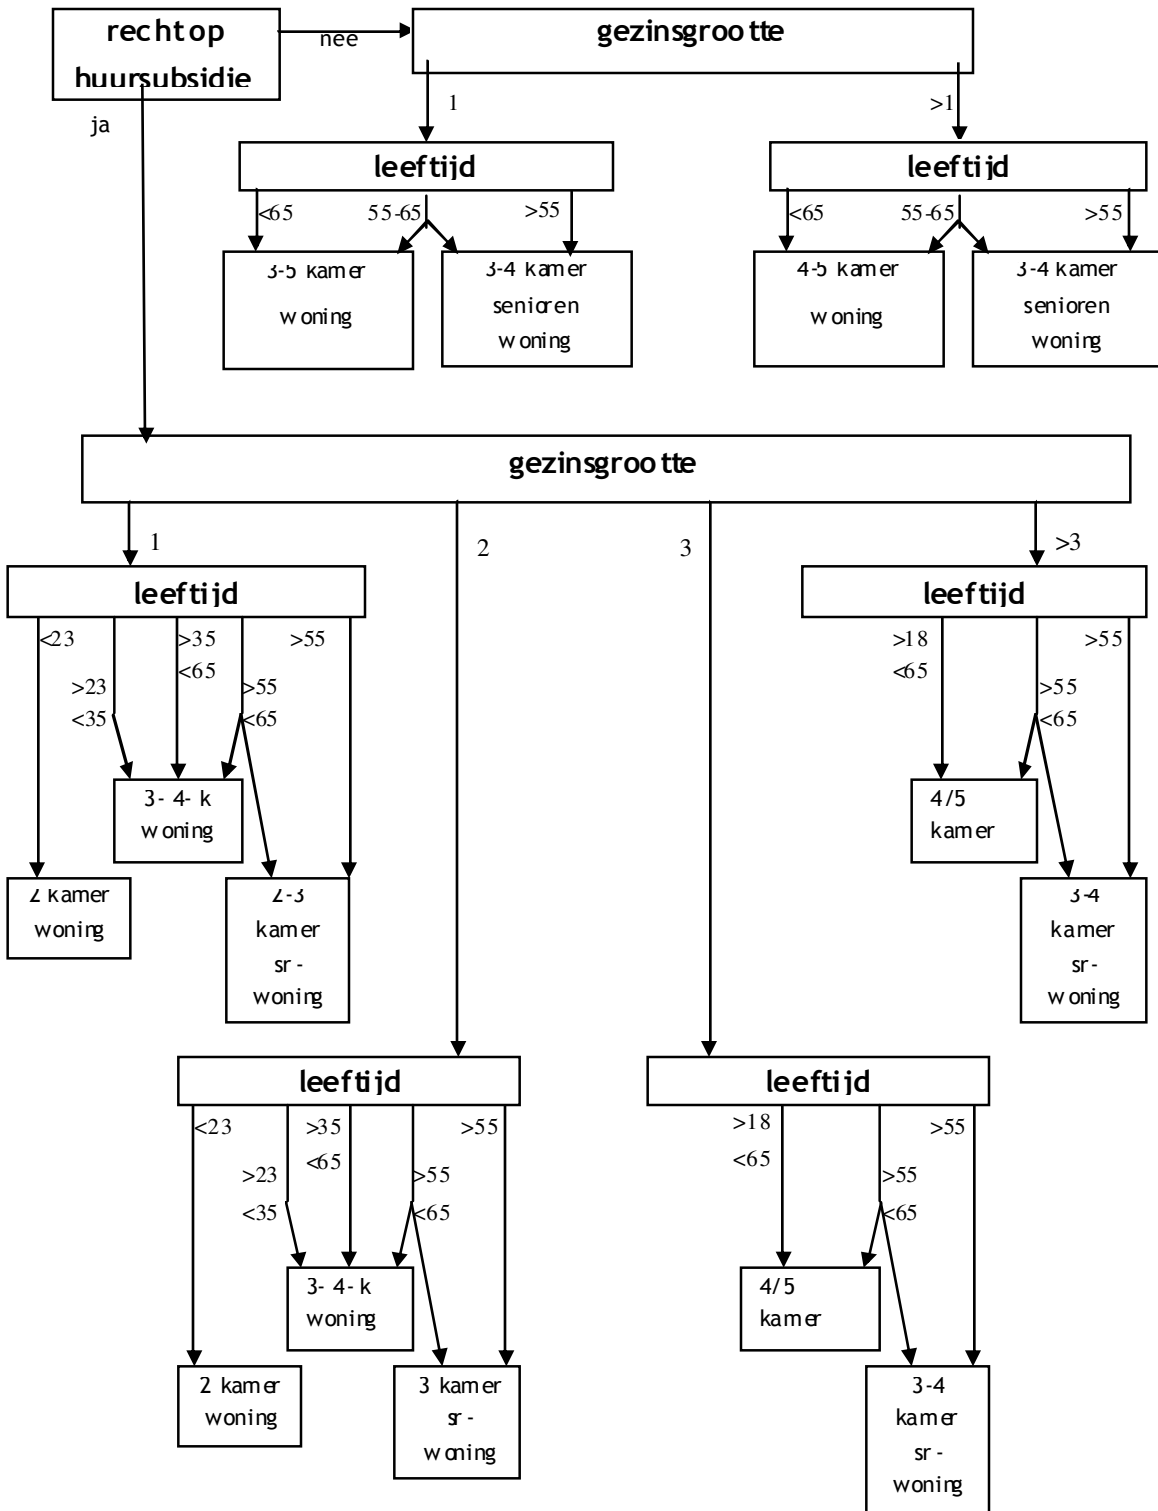 recht op
huursubsidie
nee
gezinsgrootte
ja
1
>1
leeftijd
leeftijd
<65
55-65
>55
<65
55-65
>55
3-5 kamer
woning
3-4 kamer
senioren
woning
4-5 kamer
woning
3-4 kamer
senioren
woning
gezinsgrootte
1
2
3
>3
leeftijd
leeftijd
<23
>23
<35
>35
<65
>55
<65
>55
>18
<65
>55
<65
>55
3- 4- k
woning
4/5
kamer
2 kamer
woning
2-3
kamer
sr-
woning
3-4
kamer
sr-
woning
leeftijd
leeftijd
<23
>23
<35
>35
<65
>55
<65
>55
>18
<65
>55
<65
>55
3- 4- k
woning
4/5
kamer
2 kamer
woning
3 kamer
sr-
woning
3-4
kamer
sr-
woning